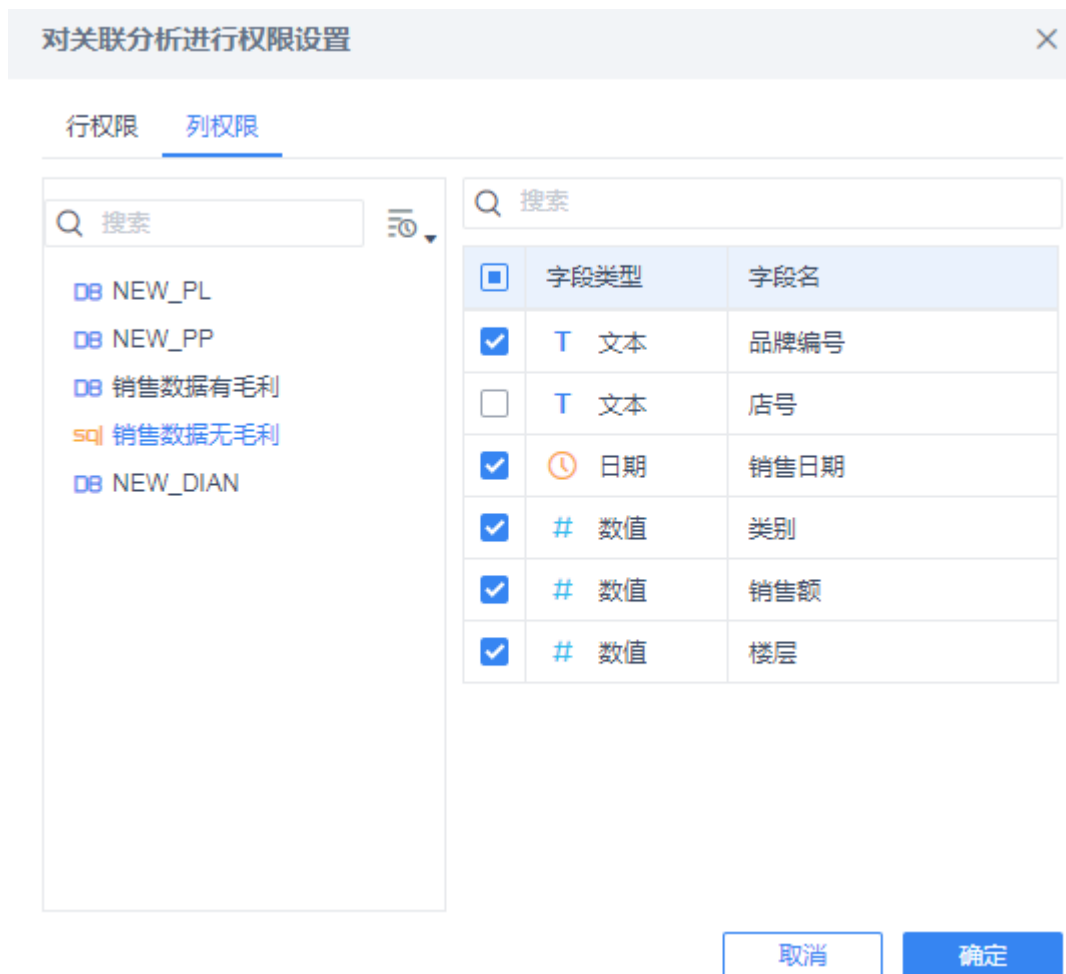 对关联分析进行权限设置
行权限 列权限
搜索
DB NEW_PL
DB NEW_PP
DB 销售数据有毛利
sql 销售数据无毛利
DB NEW_DIAN
搜索
字段类型 字段名
T 文本 品牌编号
T 文本 店号
日期 销售日期
# 数值 类别
# 数值 销售额
# 数值 楼层
取消 确定